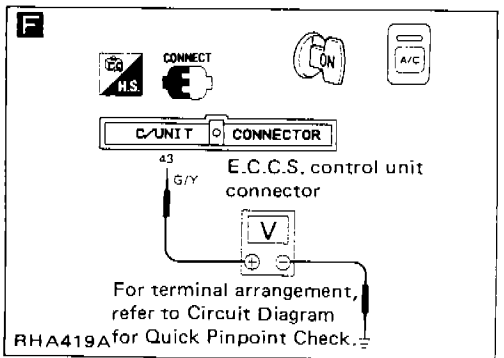 F
CONNECT
H.S.
ON
A/C
C/UNIT CONNECTOR
43
G/Y
E.C.C.S. control unit
connector
V
+ −
For terminal arrangement,
refer to Circuit Diagram
for Quick Pinpoint Check.
RHA419A